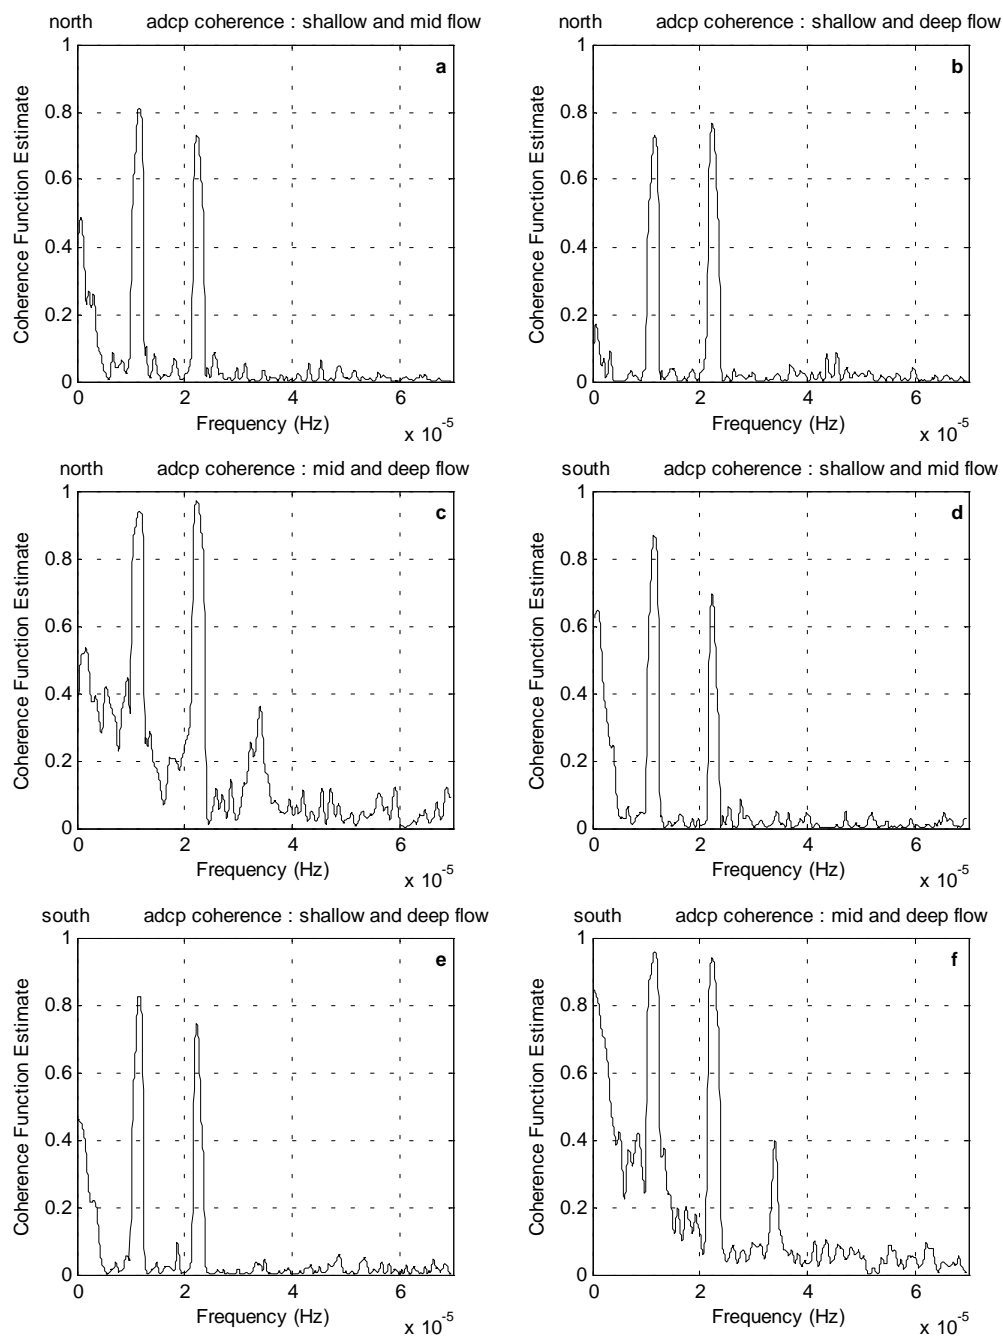 north adcp coherence : shallow and mid flow
a
Coherence Function Estimate
1
0.8
0.6
0.4
0.2
0
0 2 4 6
Frequency (Hz)
x 10-5
north adcp coherence : shallow and deep flow
b
Coherence Function Estimate
1
0.8
0.6
0.4
0.2
0
0 2 4 6
Frequency (Hz)
x 10-5
north adcp coherence : mid and deep flow
c
Coherence Function Estimate
1
0.8
0.6
0.4
0.2
0
0 2 4 6
Frequency (Hz)
x 10-5
south adcp coherence : shallow and mid flow
d
Coherence Function Estimate
1
0.8
0.6
0.4
0.2
0
0 2 4 6
Frequency (Hz)
x 10-5
south adcp coherence : shallow and deep flow
e
Coherence Function Estimate
1
0.8
0.6
0.4
0.2
0
0 2 4 6
Frequency (Hz)
x 10-5
south adcp coherence : mid and deep flow
f
Coherence Function Estimate
1
0.8
0.6
0.4
0.2
0
0 2 4 6
Frequency (Hz)
x 10-5